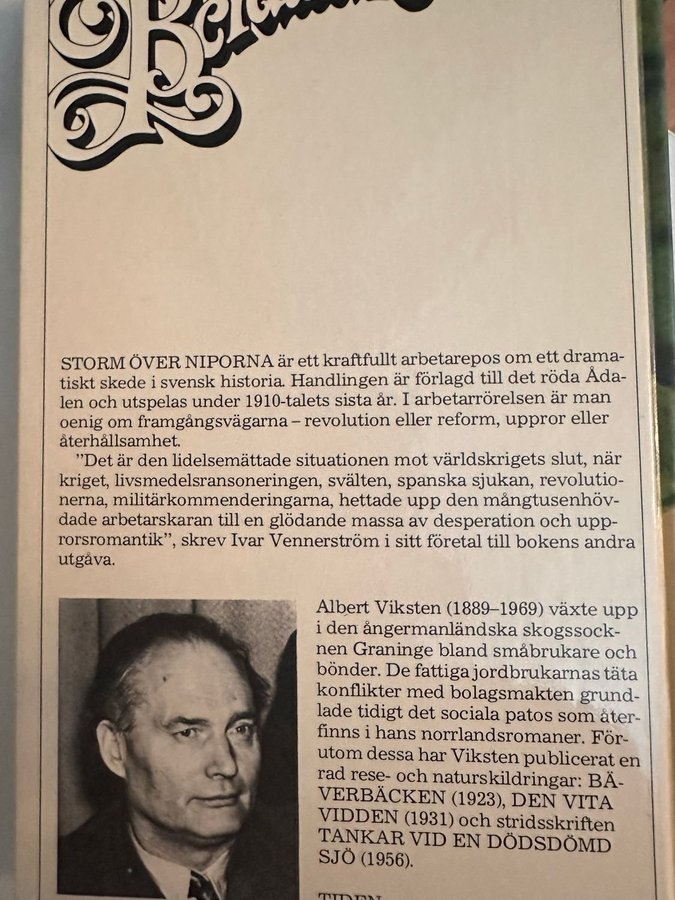 STORM ÖVER NIPORNA är ett kraftfullt arbetarepos om ett drama-
tiskt skede i svensk historia. Handlingen är förlagd till det röda Åda-
len och utspelas under 1910-talets sista år. I arbetarrörelsen är man
oenig om framgångsvägarna – revolution eller reform, uppror eller
återhållsamhet.
"Det är den lidelsemättade situationen mot världskrigets slut, när
kriget, livsmedelsransoneringen, svälten, spanska sjukan, revolutio-
nerna, militärkommenderingarna, hettade upp den mångtusenhöv-
dade arbetarskaran till en glödande massa av desperation och upp-
rorsromantik", skrev Ivar Vennerström i sitt företal till bokens andra
utgåva.
Albert Viksten (1889–1969) växte upp
i den ångermanländska skogssock-
nen Graninge bland småbrukare och
bönder. De fattiga jordbrukarnas täta
konflikter med bolagsmakten grund-
lade tidigt det sociala patos som åter-
finns i hans norrlandsromaner. För-
utom dessa har Viksten publicerat en
rad rese- och naturskildringar: BÄ-
VERBÄCKEN (1923), DEN VITA
VIDDEN (1931) och stridsskriften
TANKAR VID EN DÖDSDÖMD
SJÖ (1956).
TIDEN